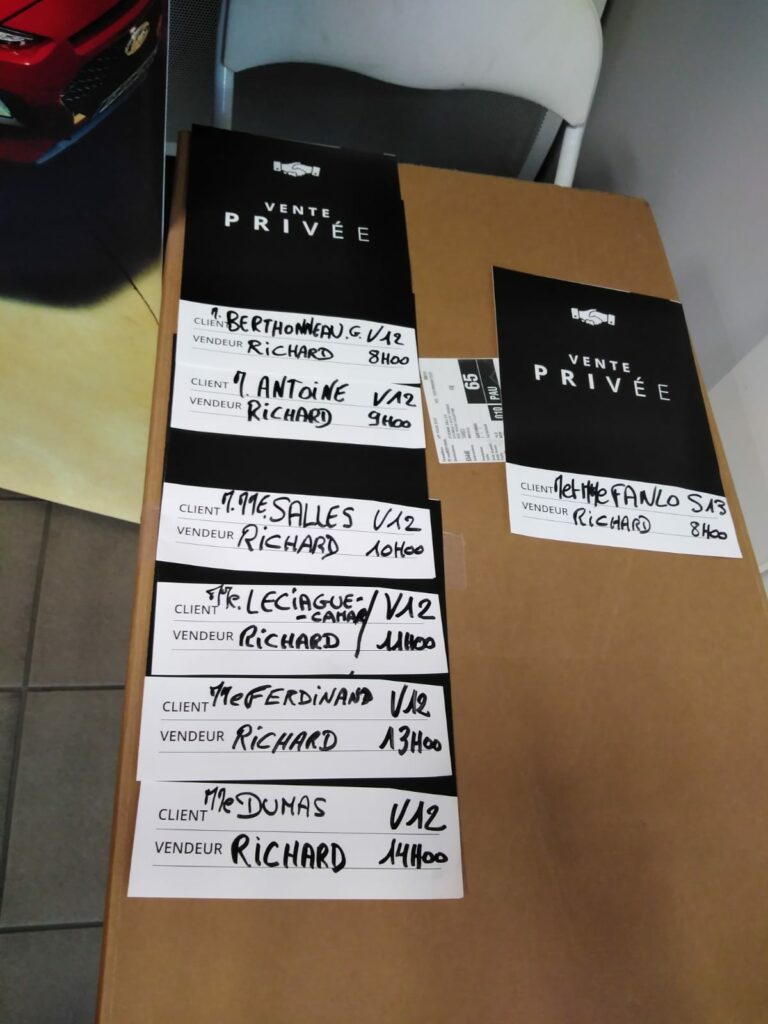 VENTE
PRIVÉE
CLIENT M. BERTHONNEAU.G. V12
VENDEUR RICHARD 8H00
CLIENT M. ANTOINE V12
VENDEUR RICHARD 9H00
CLIENT M. MME. SALLES V12
VENDEUR RICHARD 10H00
CLIENT MMe. LECIAGUE- V12
-CAMAR
VENDEUR RICHARD 11H00
CLIENT MMe FERDINAND V12
VENDEUR RICHARD 13H00
CLIENT MMe DUMAS V12
VENDEUR RICHARD 14H00
65
PAU
VENTE
PRIVÉE
CLIENT M et MMe FANLO S13
VENDEUR RICHARD 8H00